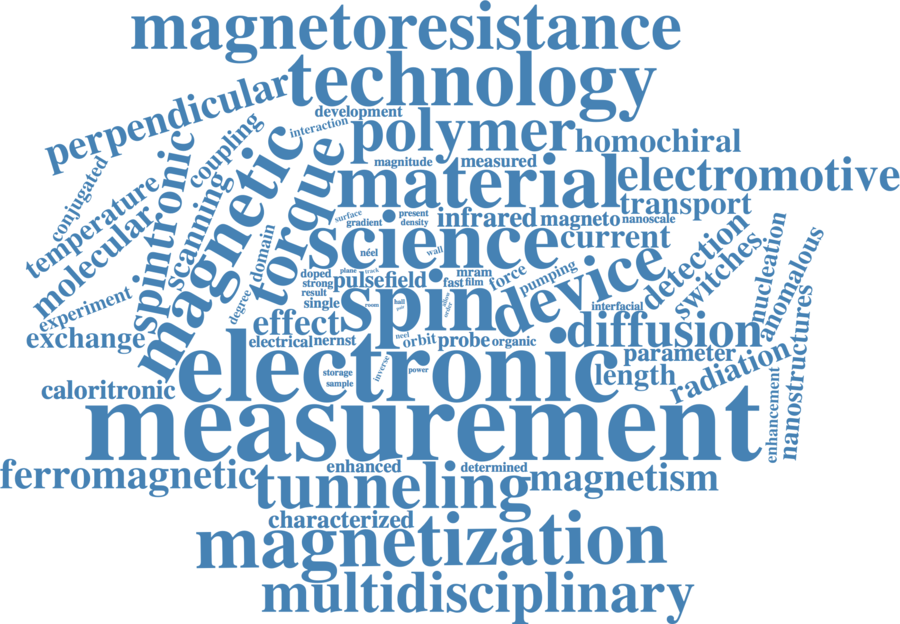 magnetoresistance
technology
perpendicular
development
interaction
polymer
homochiral
coupling
spintronic
magnetic
torque
magnitude
measured
material
electromotive
conjugated
temperature
scanning
transport
molecular
surface
gradient
present
density
infrared
magneto
nanoscale
science
current
detection
switches
nucleation
anomalous
domain
degree
néel
wall
doped
plane
track
strong
pulse
field
mram
fast
film
force
pumping
device
result
single
spin
room
hall
interfacial
experiment
exchange
effect
electrical
nernst
neel
orbit
probe
organic
diffusion
parameter
electronic
inverse
power
storage
sample
length
radiation
enhancement
nanostructures
caloritronic
measurement
ferromagnetic
enhanced
determined
tunneling
magnetism
characterized
magnetization
multidisciplinary